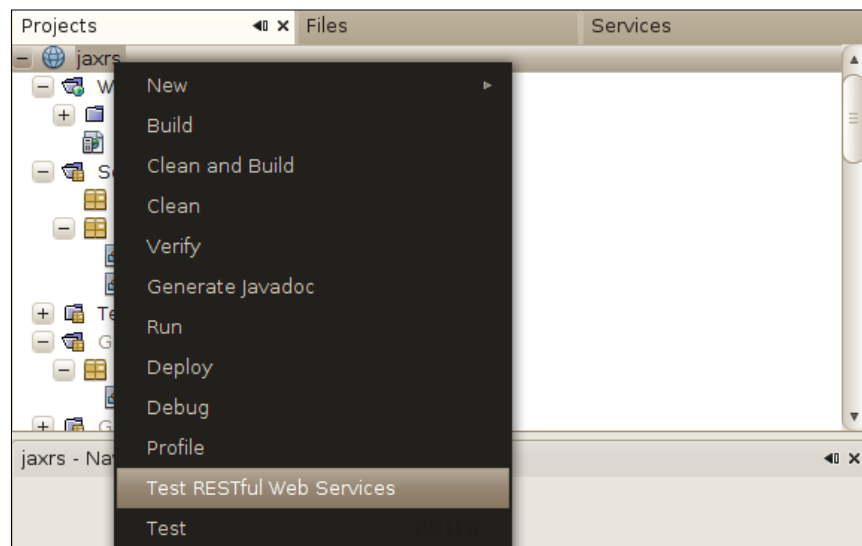 Projects Files Services
jaxrs
New
W
Build
Clean and Build
S
Clean
Verify
Generate Javadoc
Te
Run
G
Deploy
Debug
G
Profile
jaxrs - Na
Test RESTful Web Services
Test